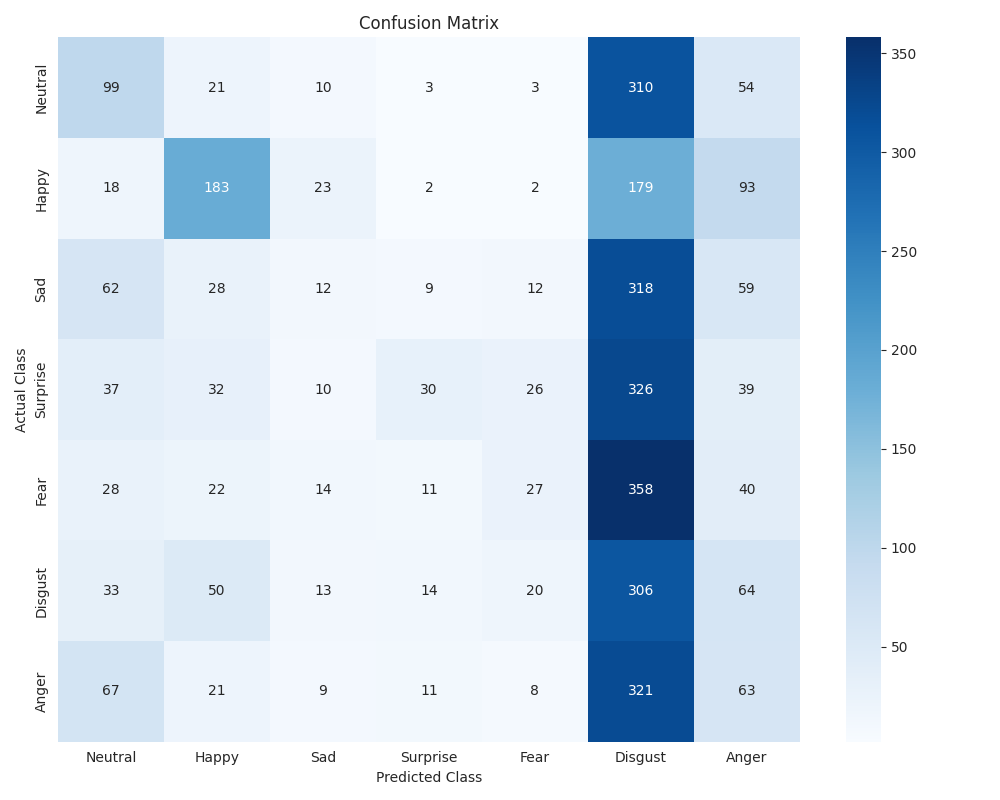 Confusion Matrix
Neutral 99 21 10 3 3 310 54
Happy 18 183 23 2 2 179 93
Sad 62 28 12 9 12 318 59
Surprise 37 32 10 30 26 326 39
Fear 28 22 14 11 27 358 40
Disgust 33 50 13 14 20 306 64
Anger 67 21 9 11 8 321 63
Actual Class
Neutral Happy Sad Surprise Fear Disgust Anger
Predicted Class
350
300
250
200
150
100
50